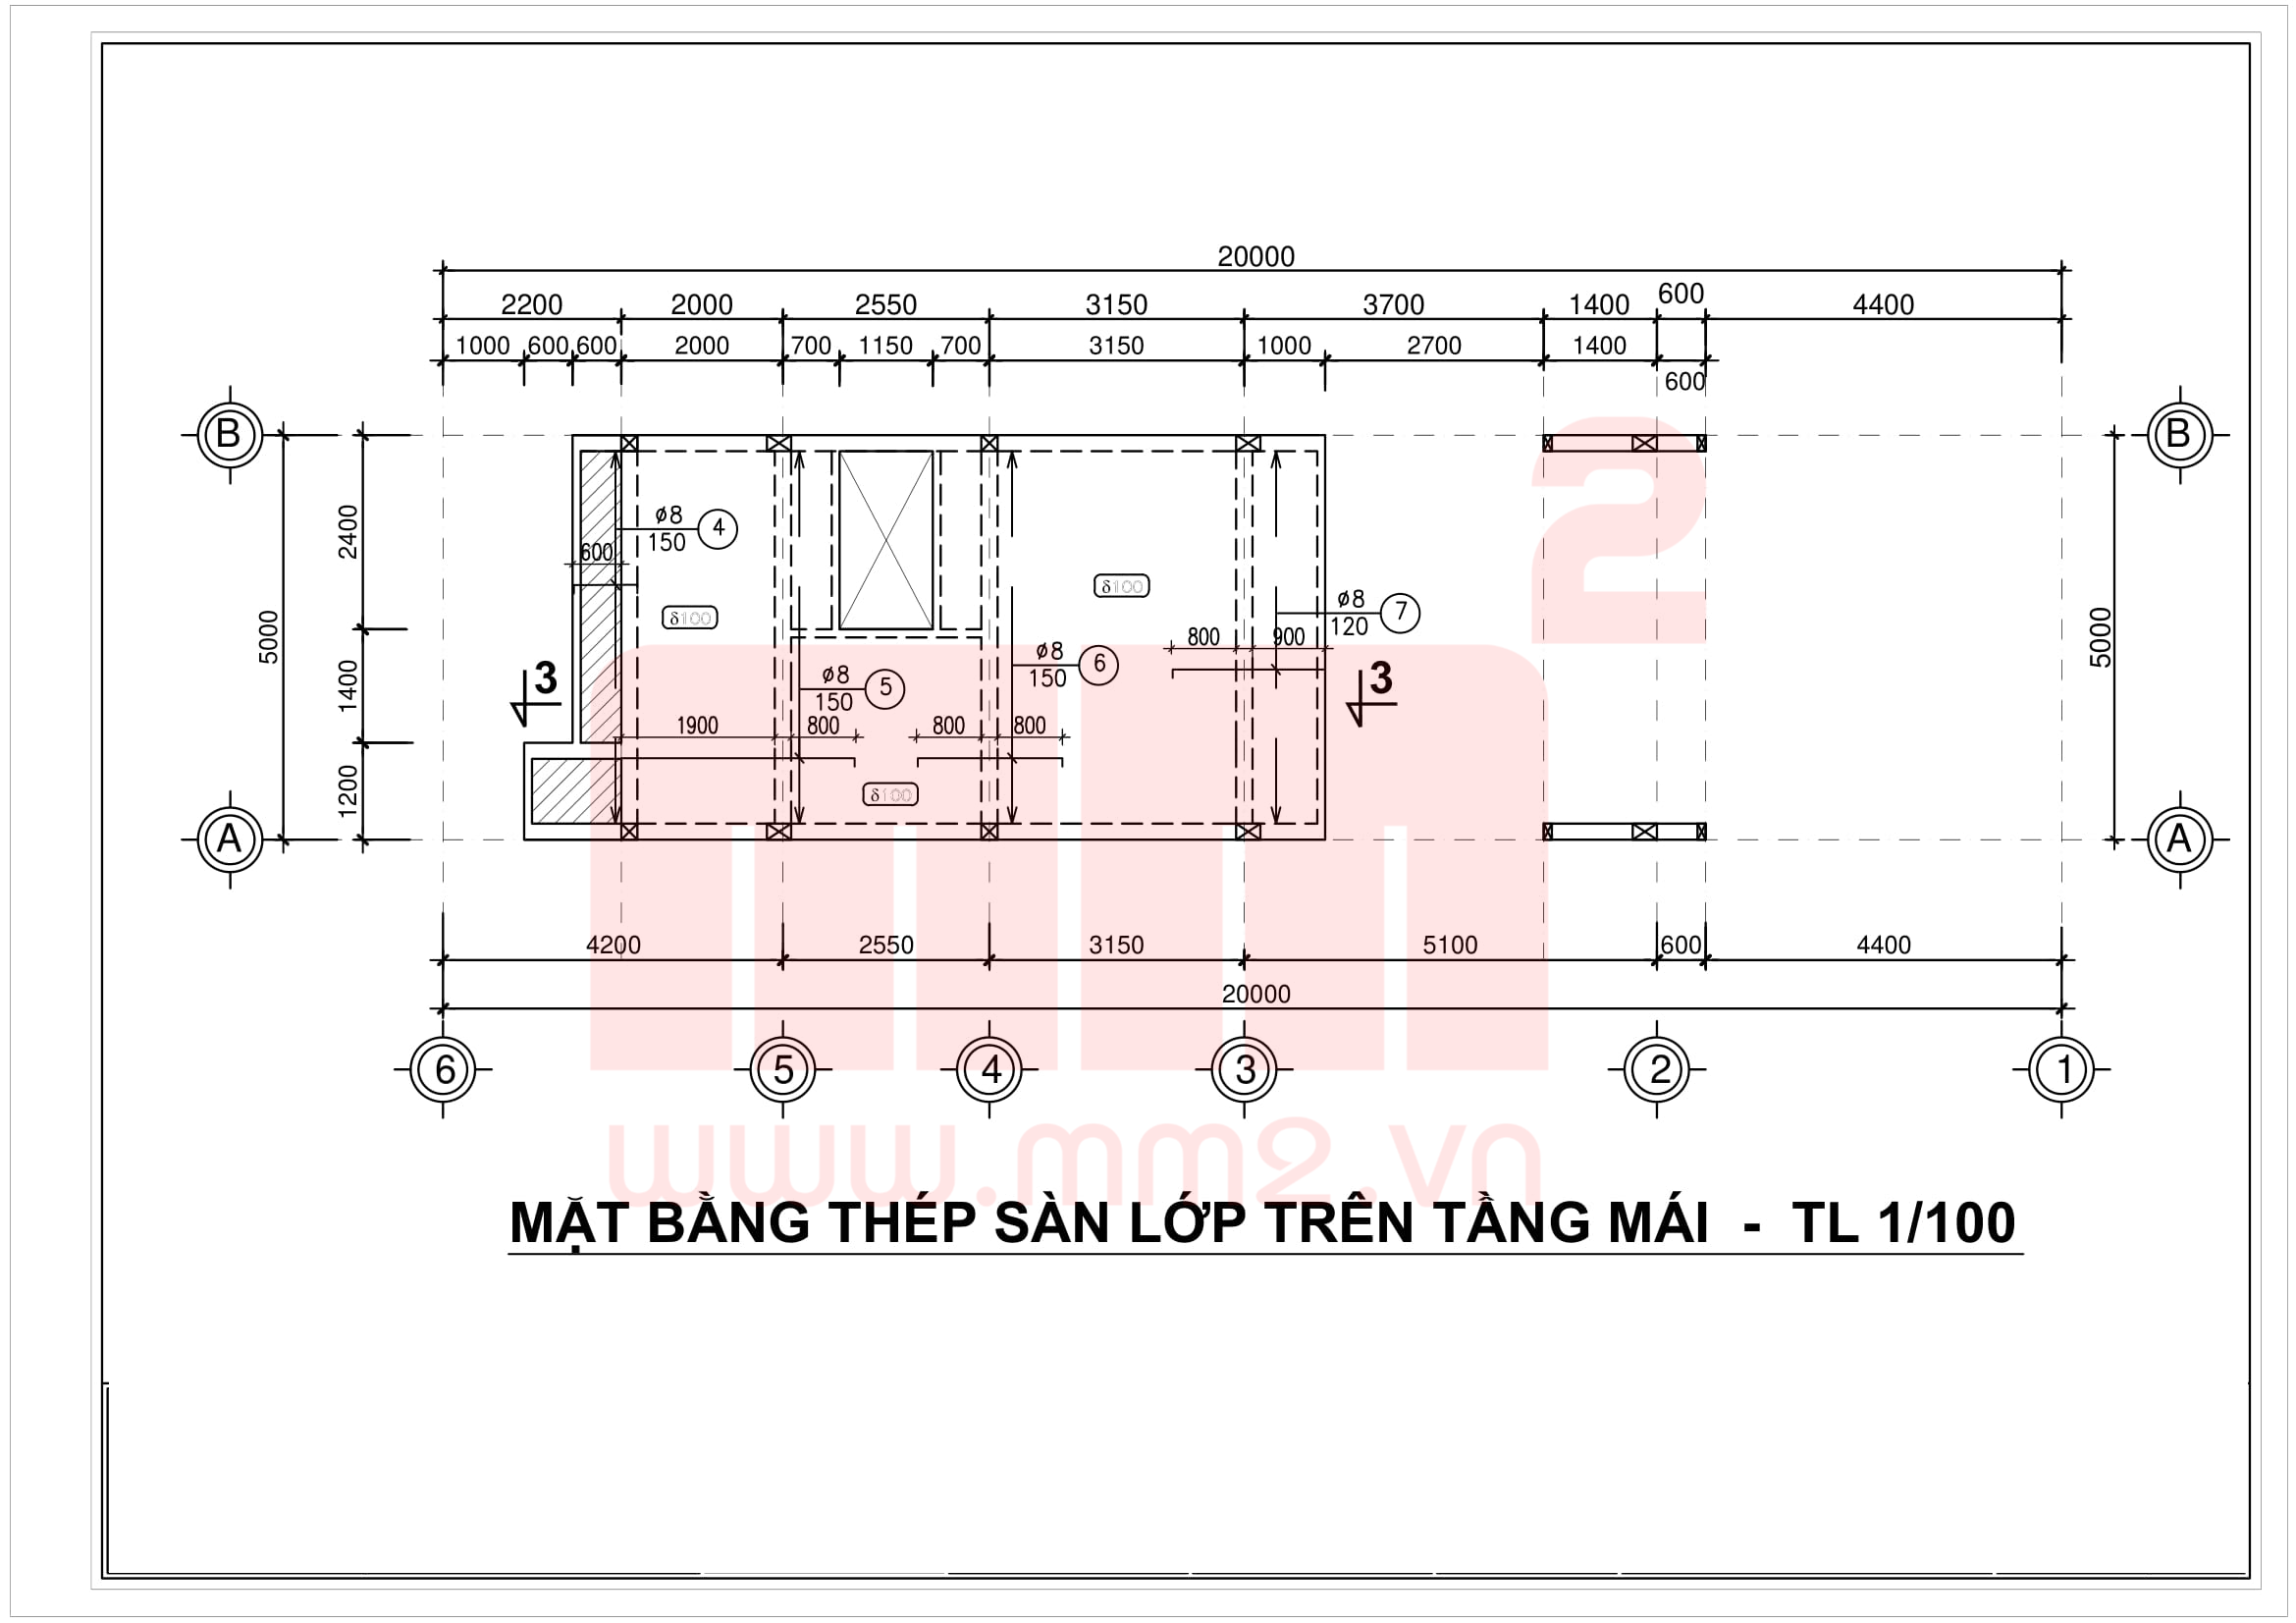 20000
2200 2000 2550 3150 3700 1400 600 4400
1000 600 600 2000 700 1150 700 3150 1000 2700 1400
600
B B
2
2400
ø8
150 4
600
δ100
δ100
ø8
120 7
5000
5000
800 900
ø8
150 6
1400
3 3
ø8
150 5
1900 800 800 800
1200
δ100
A A
4200 2550 3150 5100 600 4400
20000
mm
6 5 4 3 2 1
www.mm2.vn
MẶT BẰNG THÉP SÀN LỚP TRÊN TẦNG MÁI - TL 1/100